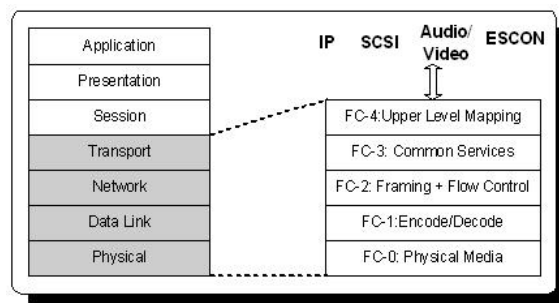 Application
Presentation
Session
Transport
Network
Data Link
Physical
IP SCSI Audio/ Video ESCON
FC-4:Upper Level Mapping
FC-3: Common Services
FC-2: Framing + Flow Control
FC-1:Encode/Decode
FC-0: Physical Media